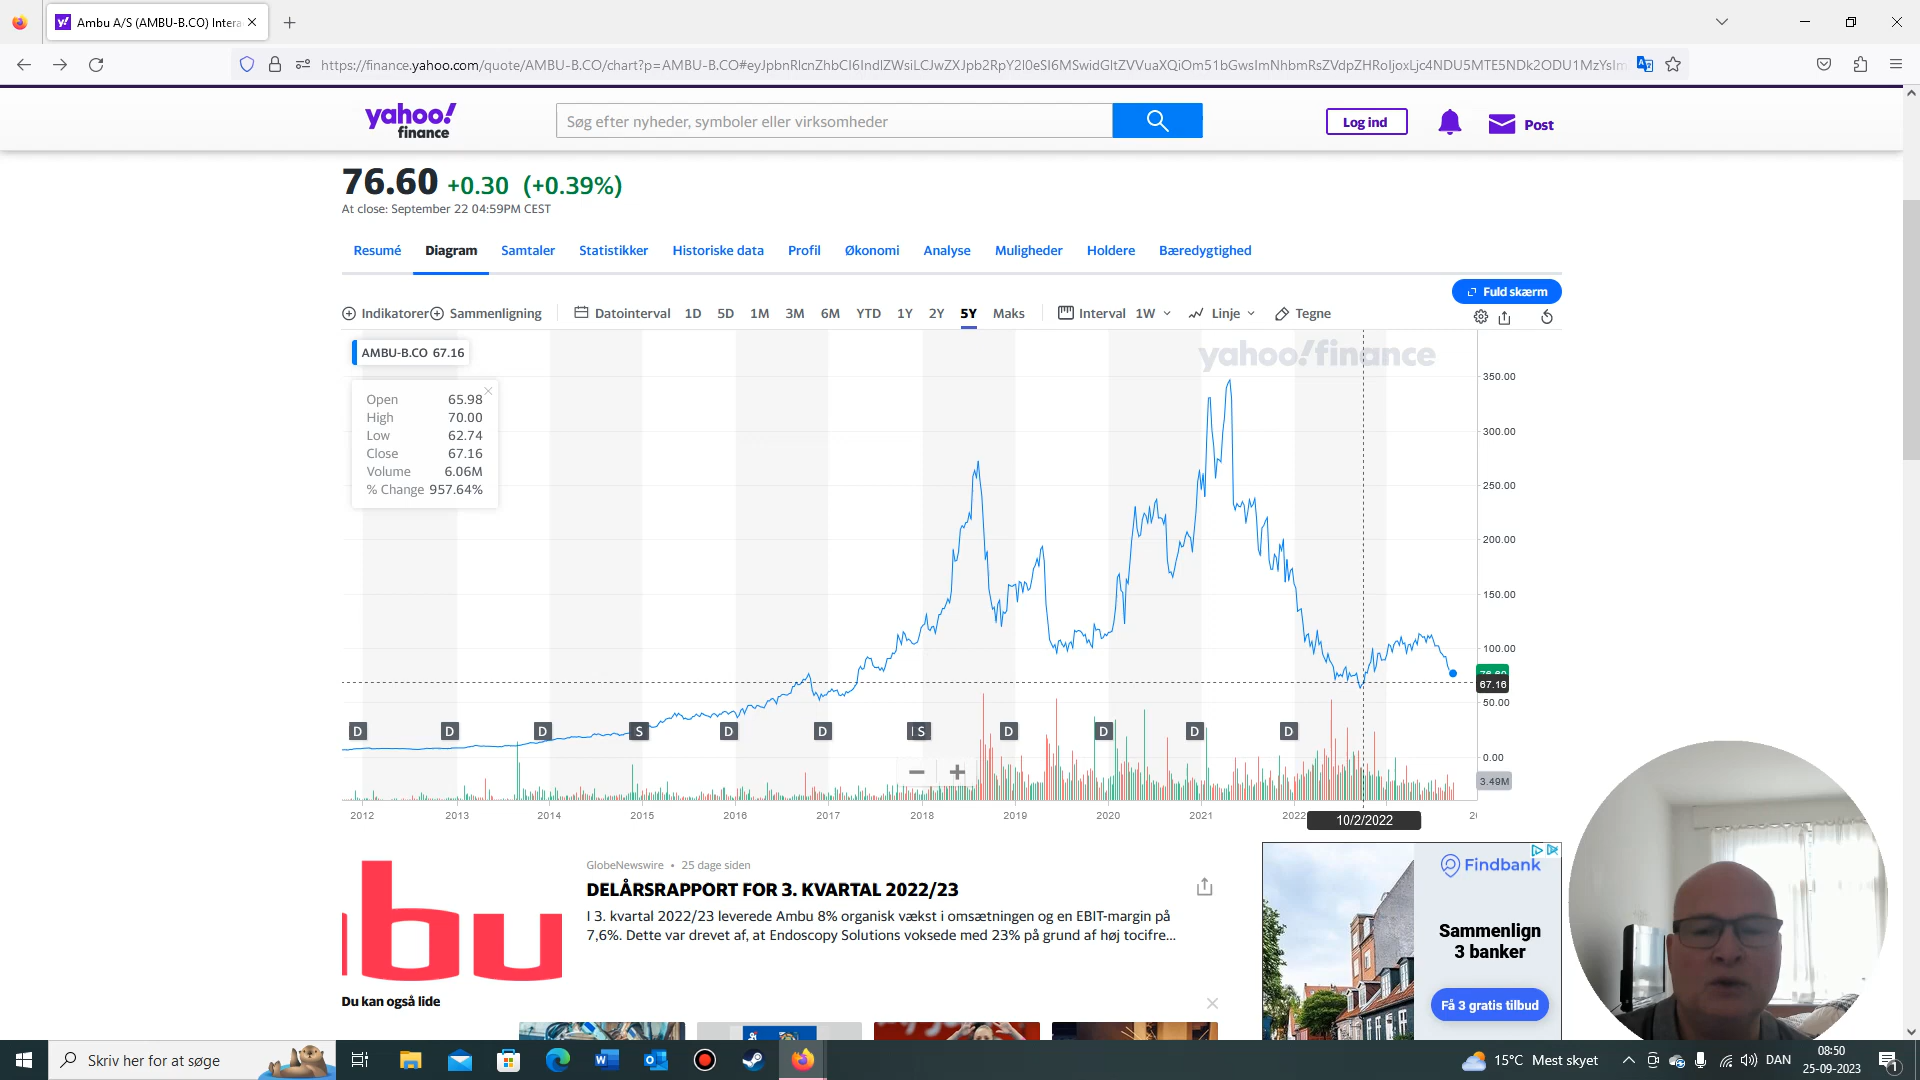 Ambu A/S (AMBU-B.CO) Intera
https://finance.yahoo.com/quote/AMBU-B.CO/chart?p=AMBU-B.CO#
yahoo!
finance
Søg efter nyheder, symboler eller virksomheder
Log ind
Post
76.60 +0.30 (+0.39%)
At close: September 22 04:59PM CEST
Resumé Diagram Samtaler Statistikker Historiske data Profil Økonomi Analyse Muligheder Holdere Bæredygtighed
Fuld skærm
Indikatorer Sammenligning Datointerval 1D 5D 1M 3M 6M YTD 1Y 2Y 5Y Maks Interval 1W Linje Tegne
AMBU-B.CO 67.16
yahoo!finance
Open 65.98
High 70.00
Low 62.74
Close 67.16
Volume 6.06M
% Change 957.64%
350.00
300.00
250.00
200.00
150.00
100.00
67.16
50.00
D D D S D D S D D D D
0.00
3.49M
2012 2013 2014 2015 2016 2017 2018 2019 2020 2021 2022
10/2/2022
GlobeNewswire • 25 dage siden
DELÅRSRAPPORT FOR 3. KVARTAL 2022/23
I 3. kvartal 2022/23 leverede Ambu 8% organisk vækst i omsætningen og en EBIT-margin på
7,6%. Dette var drevet af, at Endoscopy Solutions voksede med 23% på grund af høj tocifre...
bu
Du kan også lide
Findbank
Sammenlign
3 banker
Få 3 gratis tilbud
Skriv her for at søge
15°C Mest skyet
DAN
08:50
25-09-2023
1